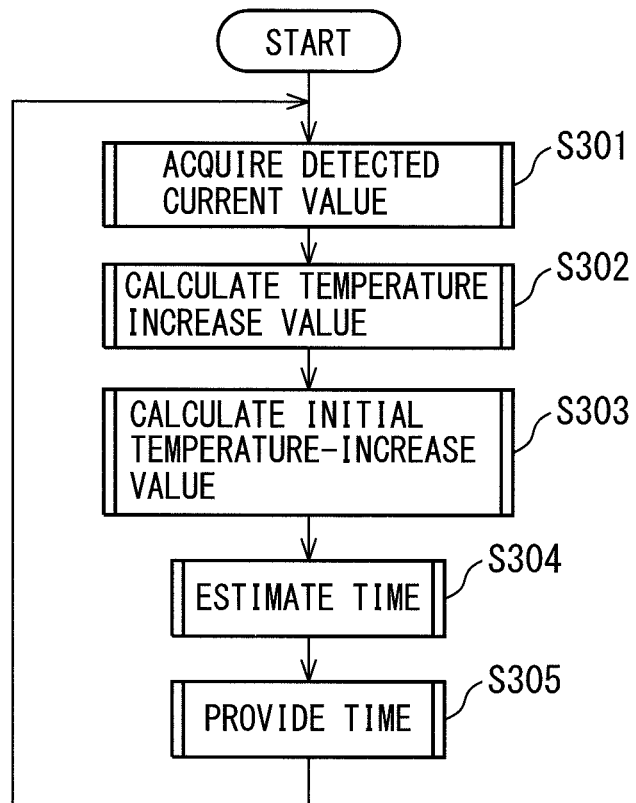 START
ACQUIRE DETECTED
CURRENT VALUE
S301
CALCULATE TEMPERATURE
INCREASE VALUE
S302
CALCULATE INITIAL
TEMPERATURE-INCREASE
VALUE
S303
ESTIMATE TIME
S304
PROVIDE TIME
S305